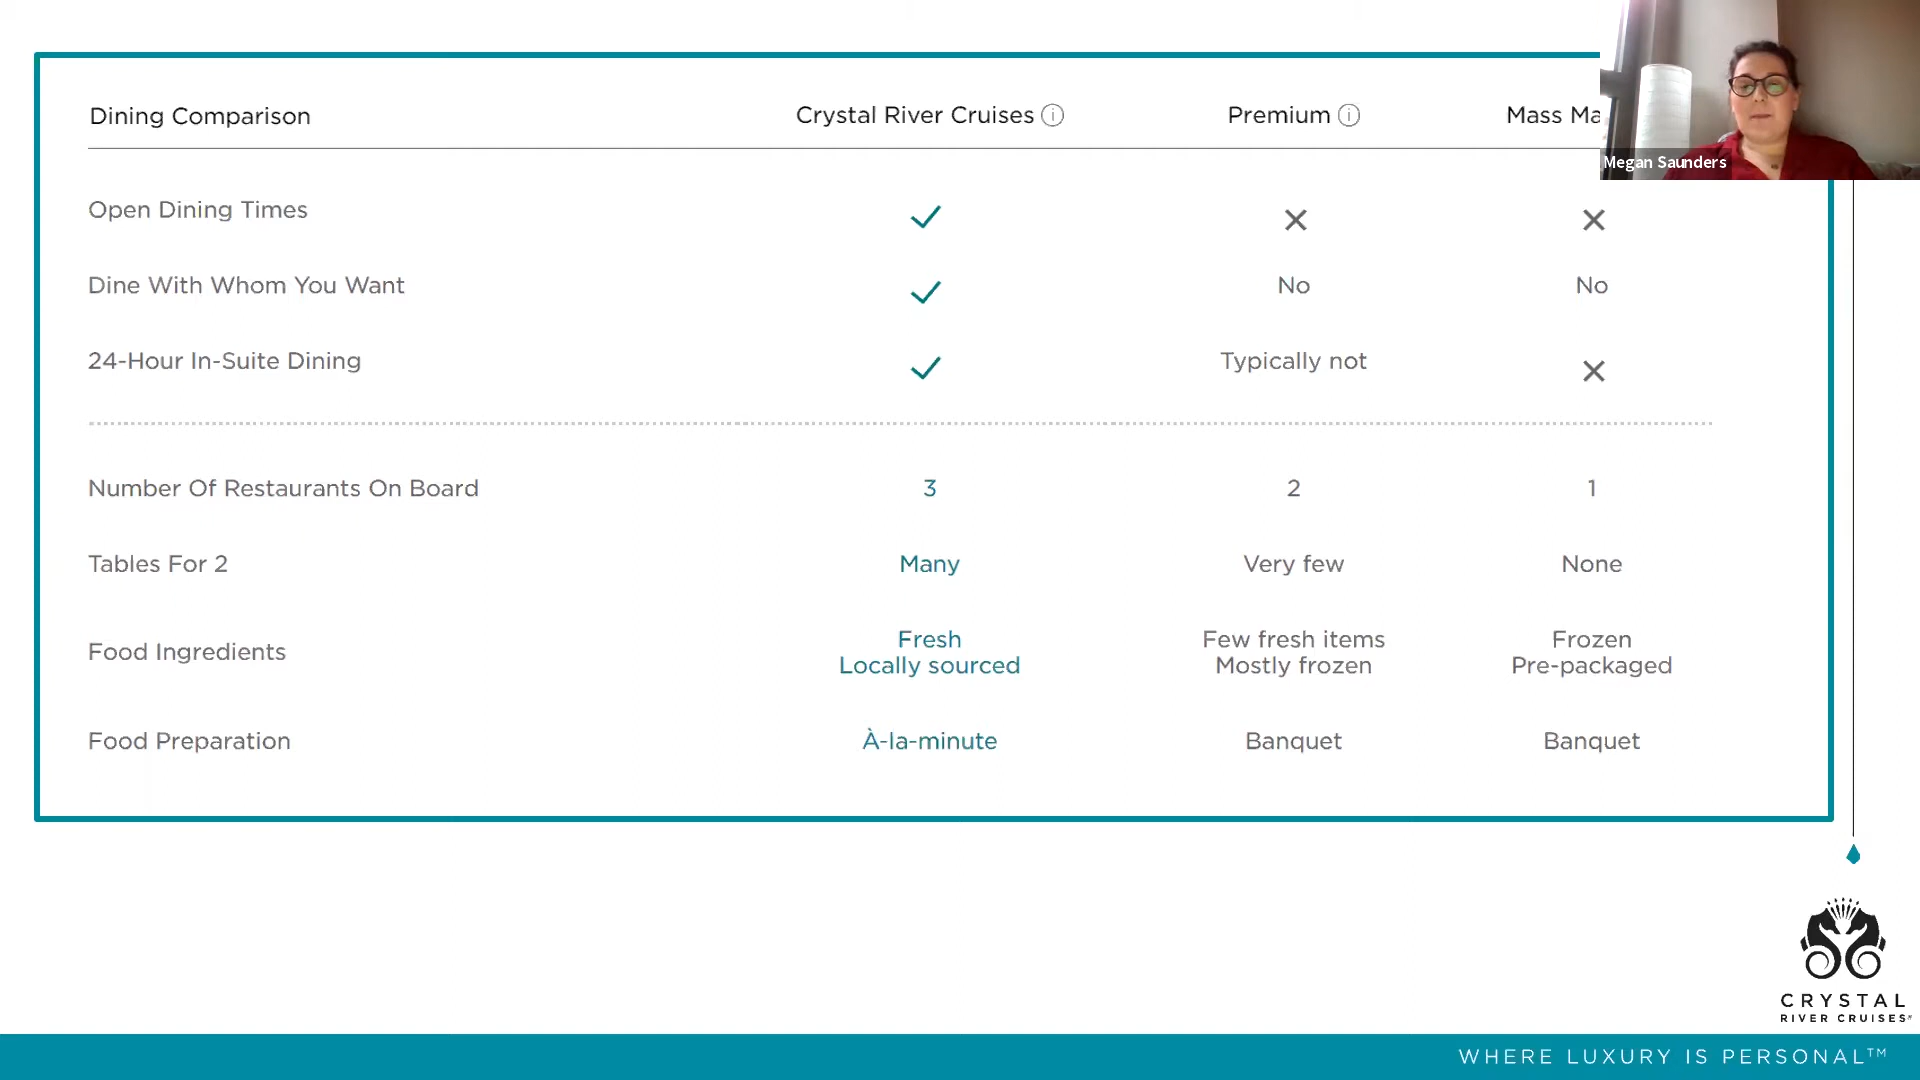 Dining Comparison Crystal River Cruises ⓘ Premium ⓘ Mass Ma
Megan Saunders
Open Dining Times ✓ ✕ ✕
Dine With Whom You Want ✓ No No
24-Hour In-Suite Dining ✓ Typically not ✕
Number Of Restaurants On Board 3 2 1
Tables For 2 Many Very few None
Food Ingredients Fresh Locally sourced Few fresh items Mostly frozen Frozen Pre-packaged
Food Preparation À-la-minute Banquet Banquet
CRYSTAL
RIVER CRUISES
WHERE LUXURY IS PERSONAL™